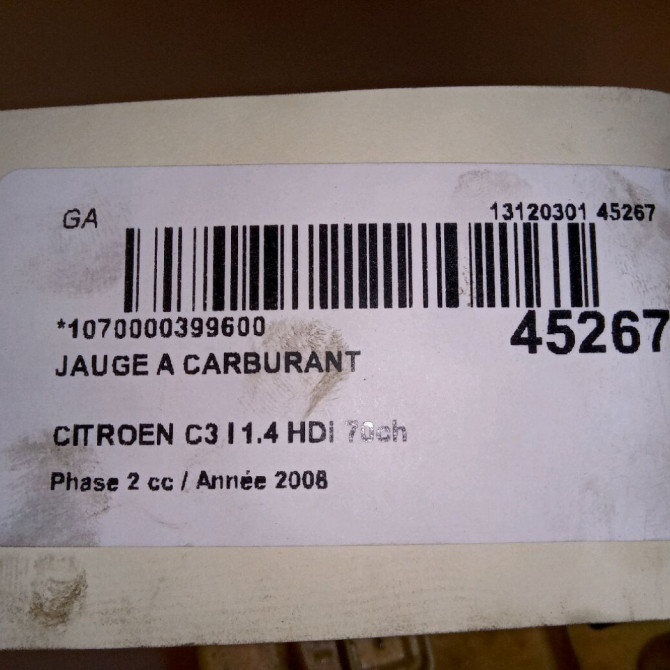 GA
13120301 45267
*1070000399600
45267
JAUGE A CARBURANT
CITROEN C3 I 1.4 HDi 70ch
Phase 2 cc / Année 2008